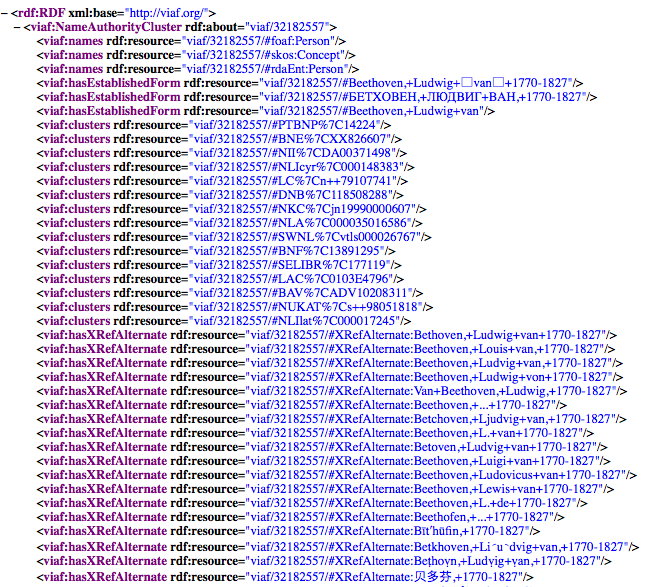 – <rdf:RDF xml:base="http://viaf.org/">
– <viaf:NameAuthorityCluster rdf:about="viaf/32182557">
<viaf:names rdf:resource="viaf/32182557/#foaf:Person"/>
<viaf:names rdf:resource="viaf/32182557/#skos:Concept"/>
<viaf:names rdf:resource="viaf/32182557/#rdaEnt:Person"/>
<viaf:hasEstablishedForm rdf:resource="viaf/32182557/#Beethoven,+Ludwig+□van□+1770-1827"/>
<viaf:hasEstablishedForm rdf:resource="viaf/32182557/#БЕТХОВЕН,+ЛЮДВИГ+ВАН,+1770-1827"/>
<viaf:hasEstablishedForm rdf:resource="viaf/32182557/#Beethoven,+Ludwig+van"/>
<viaf:clusters rdf:resource="viaf/32182557/#PTBNP%7C14224"/>
<viaf:clusters rdf:resource="viaf/32182557/#BNE%7CXX826607"/>
<viaf:clusters rdf:resource="viaf/32182557/#NII%7CDA00371498"/>
<viaf:clusters rdf:resource="viaf/32182557/#NLIcyr%7C000148383"/>
<viaf:clusters rdf:resource="viaf/32182557/#LC%7Cn++79107741"/>
<viaf:clusters rdf:resource="viaf/32182557/#DNB%7C118508288"/>
<viaf:clusters rdf:resource="viaf/32182557/#NKC%7Cjn19990000607"/>
<viaf:clusters rdf:resource="viaf/32182557/#NLA%7C000035016586"/>
<viaf:clusters rdf:resource="viaf/32182557/#SWNL%7Cvtls000026767"/>
<viaf:clusters rdf:resource="viaf/32182557/#BNF%7C13891295"/>
<viaf:clusters rdf:resource="viaf/32182557/#SELIBR%7C177119"/>
<viaf:clusters rdf:resource="viaf/32182557/#LAC%7C0103E4796"/>
<viaf:clusters rdf:resource="viaf/32182557/#BAV%7CADV10208311"/>
<viaf:clusters rdf:resource="viaf/32182557/#NUKAT%7Cs++98051818"/>
<viaf:clusters rdf:resource="viaf/32182557/#NLIlat%7C000017245"/>
<viaf:hasXRefAlternate rdf:resource="viaf/32182557/#XRefAlternate:Bethoven,+Ludwig+van+1770-1827"/>
<viaf:hasXRefAlternate rdf:resource="viaf/32182557/#XRefAlternate:Beethoven,+Louis+van,+1770-1827"/>
<viaf:hasXRefAlternate rdf:resource="viaf/32182557/#XRefAlternate:Beethoven,+Ludvig+van,+1770-1827"/>
<viaf:hasXRefAlternate rdf:resource="viaf/32182557/#XRefAlternate:Beethoven,+Ludwig+von+1770-1827"/>
<viaf:hasXRefAlternate rdf:resource="viaf/32182557/#XRefAlternate:Van+Beethoven,+Ludwig,+1770-1827"/>
<viaf:hasXRefAlternate rdf:resource="viaf/32182557/#XRefAlternate:Beethoven,+...+1770-1827"/>
<viaf:hasXRefAlternate rdf:resource="viaf/32182557/#XRefAlternate:Betchoven,+Ljudvig+van,+1770-1827"/>
<viaf:hasXRefAlternate rdf:resource="viaf/32182557/#XRefAlternate:Beethoven,+L.+van+1770-1827"/>
<viaf:hasXRefAlternate rdf:resource="viaf/32182557/#XRefAlternate:Betoven,+Ludvig+van+1770-1827"/>
<viaf:hasXRefAlternate rdf:resource="viaf/32182557/#XRefAlternate:Beethoven,+Luigi+van+1770-1827"/>
<viaf:hasXRefAlternate rdf:resource="viaf/32182557/#XRefAlternate:Beethoven,+Ludovicus+van+1770-1827"/>
<viaf:hasXRefAlternate rdf:resource="viaf/32182557/#XRefAlternate:Beethoven,+Lewis+van+1770-1827"/>
<viaf:hasXRefAlternate rdf:resource="viaf/32182557/#XRefAlternate:Beethoven,+L.+de+1770-1827"/>
<viaf:hasXRefAlternate rdf:resource="viaf/32182557/#XRefAlternate:Beethofen,+...+1770-1827"/>
<viaf:hasXRefAlternate rdf:resource="viaf/32182557/#XRefAlternate:Bīt'hūfin,+1770-1827"/>
<viaf:hasXRefAlternate rdf:resource="viaf/32182557/#XRefAlternate:Betkhoven,+Li´u`dvig+van,+1770-1827"/>
<viaf:hasXRefAlternate rdf:resource="viaf/32182557/#XRefAlternate:Beṭhoyn,+Ludyig+yan,+1770-1827"/>
<viaf:hasXRefAlternate rdf:resource="viaf/32182557/#XRefAlternate:贝多芬,+1770-1827"/>